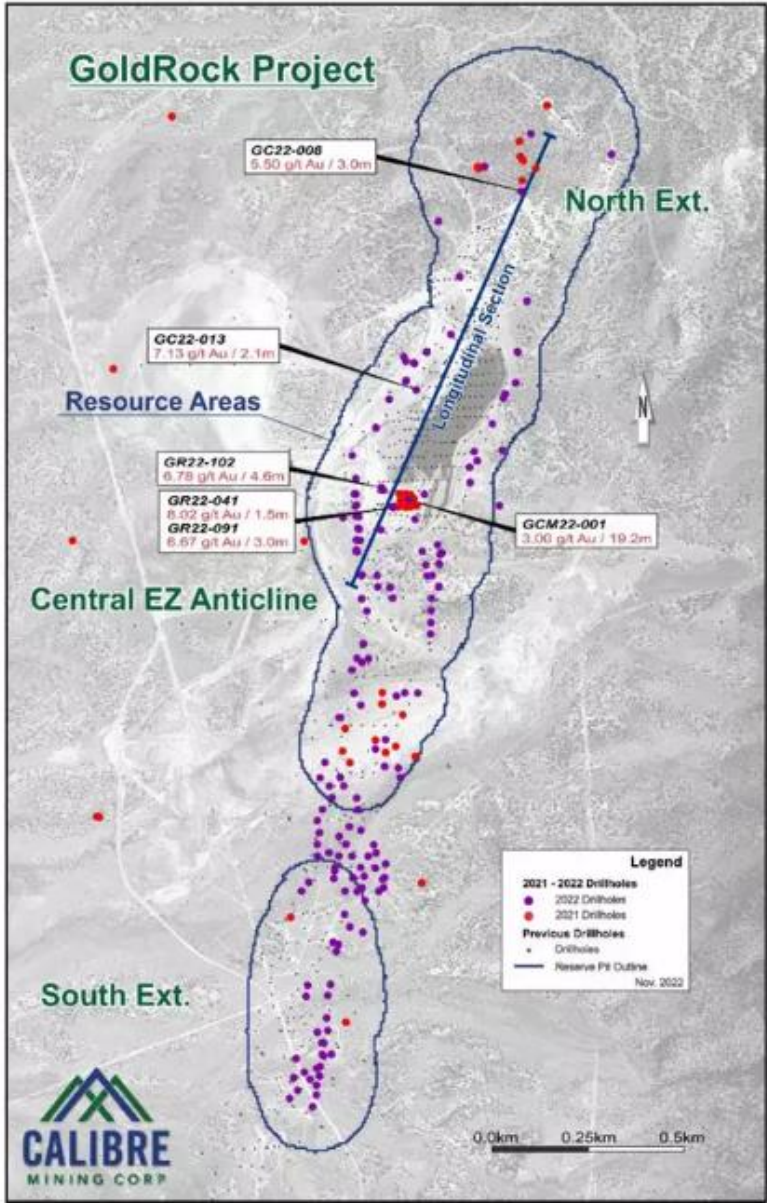 GoldRock Project
GC22-008
5.50 g/t Au / 3.0m
North Ext.
Longitudinal Section
GC22-013
7.13 g/t Au / 2.1m
Resource Areas
N
GR22-102
6.78 g/t Au / 4.6m
GR22-041
8.02 g/t Au / 1.5m
GR22-091
6.67 g/t Au / 3.0m
GCM22-001
3.00 g/t Au / 19.2m
Central EZ Anticline
Legend
2021 - 2022 Drillholes
2022 Drillholes
2021 Drillholes
Previous Drillholes
Drillholes
Reserve Pit Outline
Nov. 2022
South Ext.
CALIBRE
MINING CORP
0.0km 0.25km 0.5km